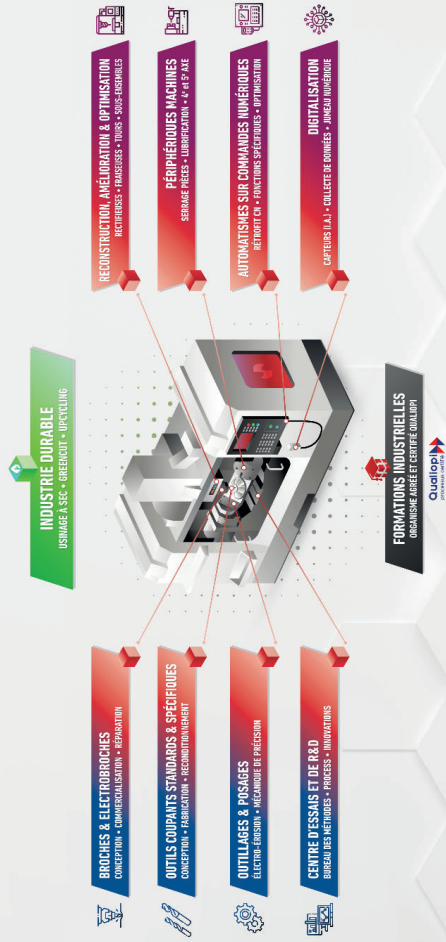 INDUSTRIE DURABLE
USINAGE À SEC • GREENCUT • UPCYCLING
BROCHES & ELECTROBROCHES
CONCEPTION • COMMERCIALISATION • RÉPARATION
OUTILS COUPANTS STANDARDS & SPÉCIFIQUES
CONCEPTION • FABRICATION • RECONDITIONNEMENT
OUTILLAGES & POSAGES
ÉLECTRO-ÉROSION • MÉCANIQUE DE PRÉCISION
CENTRE D'ESSAIS ET DE R&D
BUREAU DES MÉTHODES • PROCESS • INNOVATIONS
RECONSTRUCTION, AMÉLIORATION & OPTIMISATION
RECTIFIEUSES • FRAISEUSES • TOURS • SOUS-ENSEMBLES
PÉRIPHÉRIQUES MACHINES
SERRAGE PIÈCES • LUBRIFICATION • 4e et 5e AXE
AUTOMATISMES SUR COMMANDES NUMÉRIQUES
RÉTROFIT CN • FONCTIONS SPÉCIFIQUES • OPTIMISATION
DIGITALISATION
CAPTEURS (I.A.) • COLLECTE DE DONNÉES • JUMEAU NUMÉRIQUE
FORMATIONS INDUSTRIELLES
ORGANISME AGRÉÉ ET CERTIFIÉ QUALIOPI
Qualiopi
processus certifié